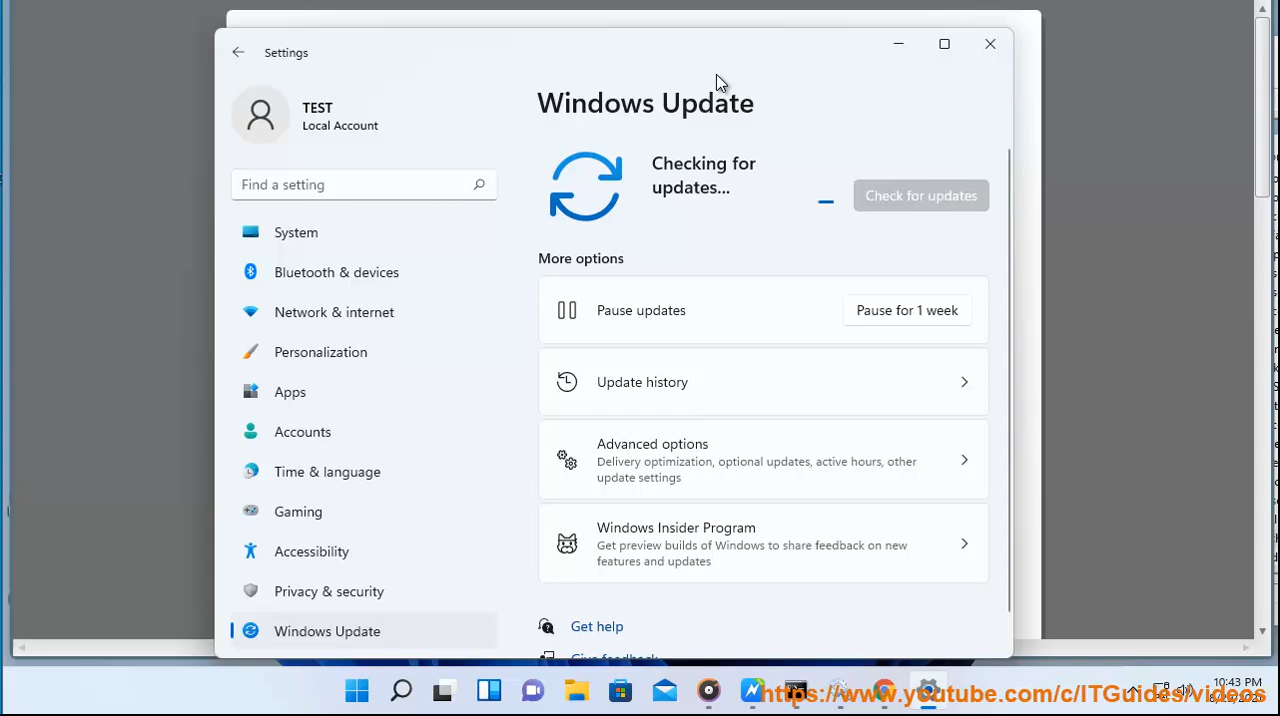 Settings
TEST
Local Account
Find a setting
System
Bluetooth & devices
Network & internet
Personalization
Apps
Accounts
Time & language
Gaming
Accessibility
Privacy & security
Windows Update
Windows Update
Checking for
updates...
Check for updates
More options
Pause updates
Pause for 1 week
Update history
Advanced options
Delivery optimization, optional updates, active hours, other
update settings
Windows Insider Program
Get preview builds of Windows to share feedback on new
features and updates
Get help
Give feedback
10:43 PM
https://www.youtube.com/c/ITGuides/videos